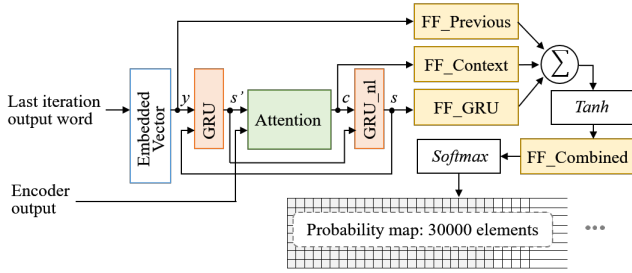 FF_Previous
FF_Context
FF_GRU
Last iteration
output word
Embedded
Vector
y
GRU
s'
Attention
c
GRU_nl
s
∑
Tanh
Softmax
FF_Combined
Encoder
output
Probability map: 30000 elements
...